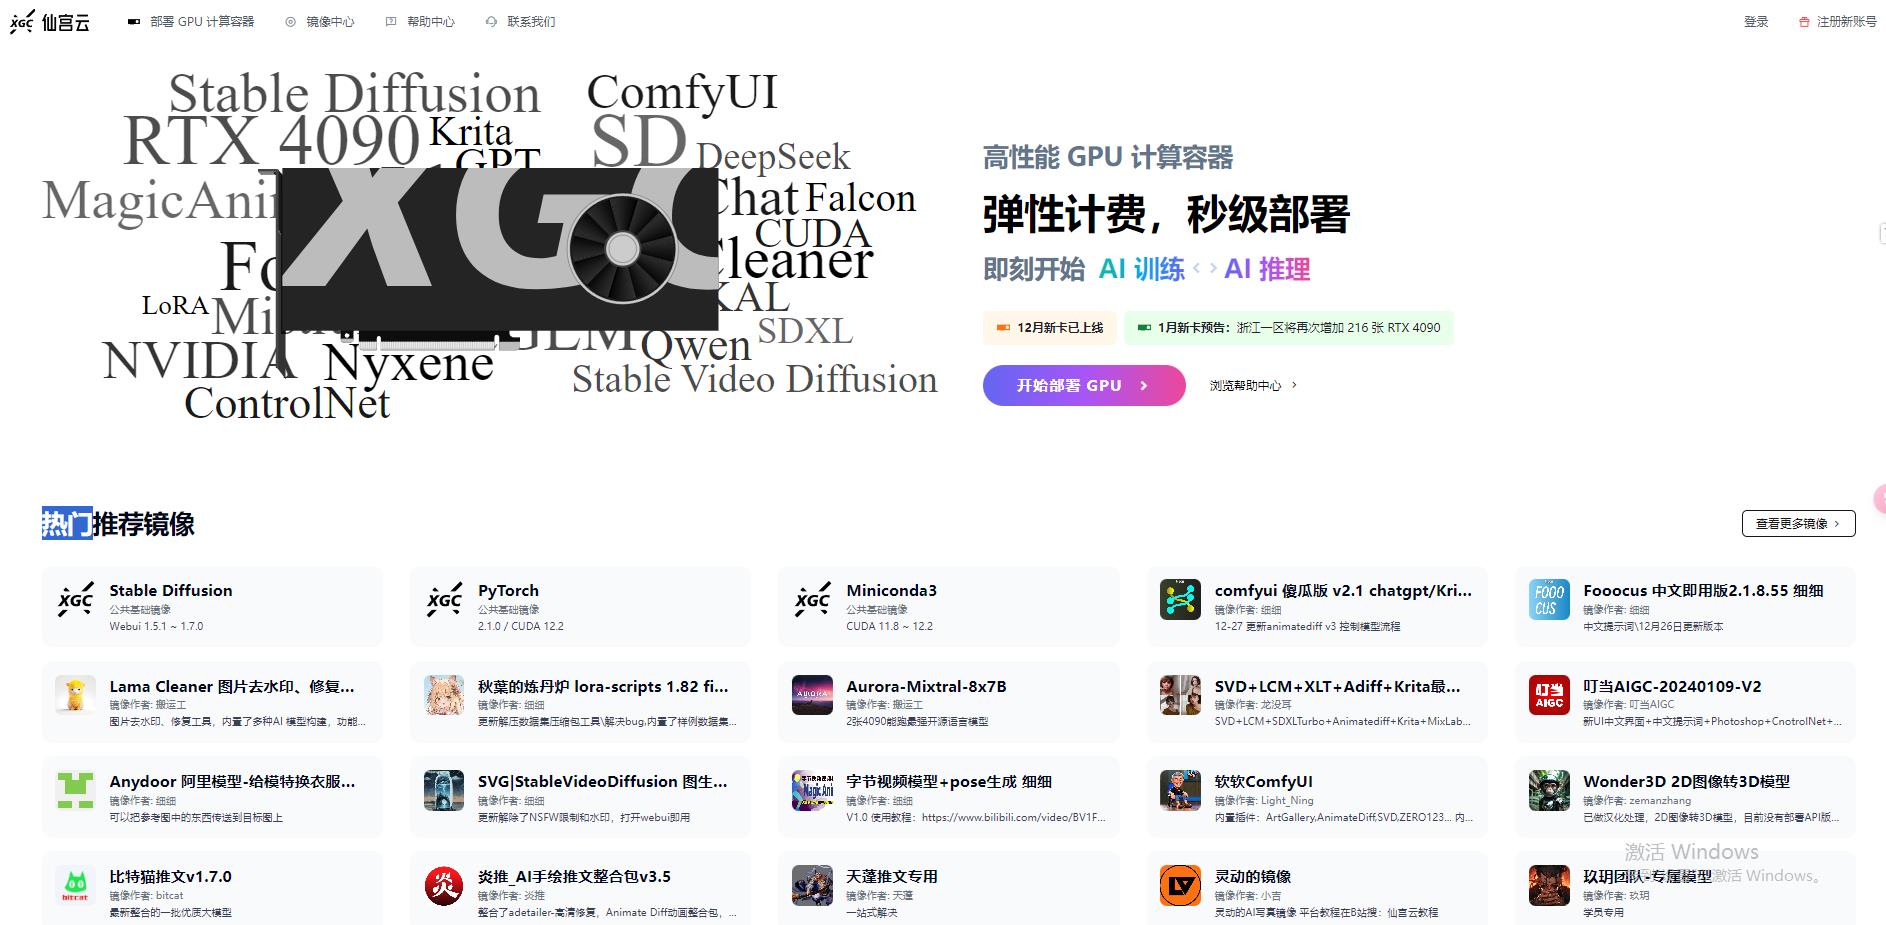 XGC 仙宫云 部署 GPU 计算容器 镜像中心 帮助中心 联系我们 登录 注册新账号
Stable Diffusion ComfyUI
RTX 4090 Krita SD
GPT DeepSeek
MagicAni Chat Falcon
CUDA
Fo Cleaner
XGC
LoRA
SDXL
NVIDIA Nyxene Qwen
ControlNet Stable Video Diffusion
高性能 GPU 计算容器
弹性计费，秒级部署
即刻开始 AI 训练 <> AI 推理
12月新卡已上线 1月新卡预告：浙江一区将再次增加 216 张 RTX 4090
开始部署 GPU > 浏览帮助中心 >
热门推荐镜像 查看更多镜像 >
XGC
Stable Diffusion
公共基础镜像
Webui 1.5.1 ~ 1.7.0
XGC
PyTorch
公共基础镜像
2.1.0 / CUDA 12.2
XGC
Miniconda3
公共基础镜像
CUDA 11.8 ~ 12.2
comfyui 傻瓜版 v2.1 chatgpt/Kri...
镜像作者: 细细
12-27 更新animatediff v3 控制模型流程
FOOO
CUS
Fooocus 中文即用版2.1.8.55 细细
镜像作者: 细细
中文提示词\12月26日更新版本
Lama Cleaner 图片去水印、修复...
镜像作者: 搬运工
图片去水印、修复工具，内置了多种AI 模型构建，功能...
秋葉的炼丹炉 lora-scripts 1.82 fi...
镜像作者: 细细
更新解压数据集压缩包工具\解决bug,内置了样例数据集...
AURORA
Aurora-Mixtral-8x7B
镜像作者: 搬运工
2张4090能跑最强开源语言模型
SVD+LCM+XLT+Adiff+Krita最...
镜像作者: 龙没耳
SVD+LCM+SDXLTurbo+Animatediff+Krita+MixLab...
叮当
AIGC
叮当AIGC-20240109-V2
镜像作者: 叮当AIGC
新UI中文界面+中文提示词+Photoshop+CnotrolNet+...
Anydoor 阿里模型-给模特换衣服...
镜像作者: 细细
可以把参考图中的东西传送到目标图上
SVG|StableVideoDiffusion 图生...
镜像作者: 细细
更新解除了NSFW限制和水印，打开webui即用
Magic Ani
字节视频模型+pose生成 细细
镜像作者: 细细
V1.0 使用教程：https://www.bilibili.com/video/BV1F...
软软ComfyUI
镜像作者: Light_Ning
内置插件：ArtGallery,AnimateDiff,SVD,ZERO123... 内...
Wonder3D 2D图像转3D模型
镜像作者: zemanzhang
已做汉化处理，2D图像转3D模型，目前没有部署API版...
bitcat
比特猫推文v1.7.0
镜像作者: bitcat
最新整合的一批优质大模型
炎
炎推_AI手绘推文整合包v3.5
镜像作者: 炎推
整合了adetailer-高清修复，Animate Diff动画整合包，...
天蓬推文专用
镜像作者: 天蓬
一站式解决
灵动的镜像
镜像作者: 小吉
灵动的AI写真镜像 平台教程在B站搜：仙宫云教程
玖玥团队-专属模型
镜像作者: 玖玥
学员专用
激活 Windows
激活 Windows。